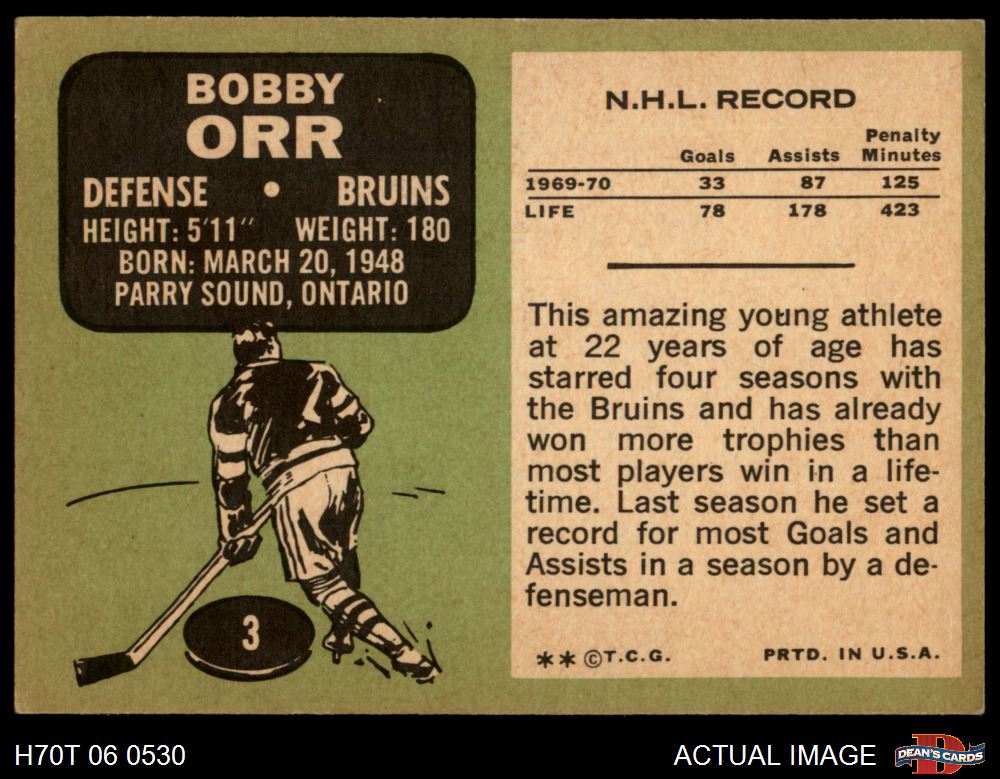 BOBBY
ORR
DEFENSE • BRUINS
HEIGHT: 5'11" WEIGHT: 180
BORN: MARCH 20, 1948
PARRY SOUND, ONTARIO
3
N.H.L. RECORD
Goals Assists Penalty Minutes
1969-70 33 87 125
LIFE 78 178 423
This amazing young athlete
at 22 years of age has
starred four seasons with
the Bruins and has already
won more trophies than
most players win in a life-
time. Last season he set a
record for most Goals and
Assists in a season by a de-
fenseman.
** ©T.C.G. PRTD. IN U.S.A.
H70T 06 0530
ACTUAL IMAGE
DEAN'S CARDS